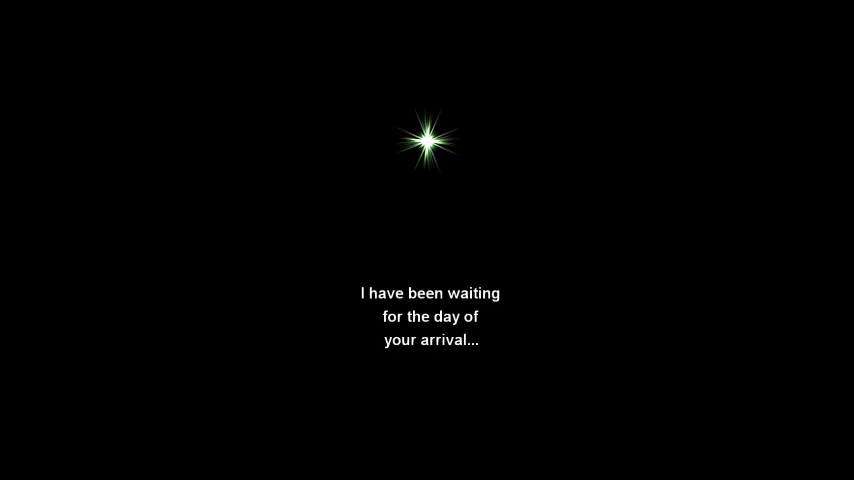 I have been waiting
for the day of
your arrival...